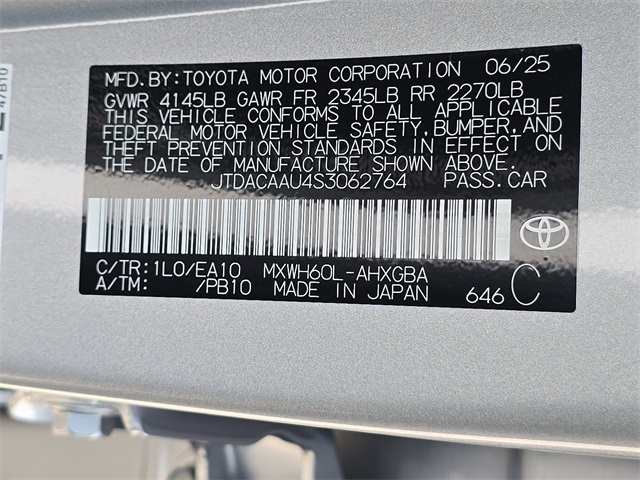 47B10
MFD. BY: TOYOTA MOTOR CORPORATION 06/25
GVWR 4145LB GAWR FR 2345LB RR 2270LB
THIS VEHICLE CONFORMS TO ALL APPLICABLE
FEDERAL MOTOR VEHICLE SAFETY, BUMPER, AND
THEFT PREVENTION STANDARDS IN EFFECT ON
THE DATE OF MANUFACTURE SHOWN ABOVE.
JTDACAAU4S3062764 PASS. CAR
C/TR: 1L0/EA10 MXWH60L-AHXGBA
A/TM: /PB10 MADE IN JAPAN 646 C